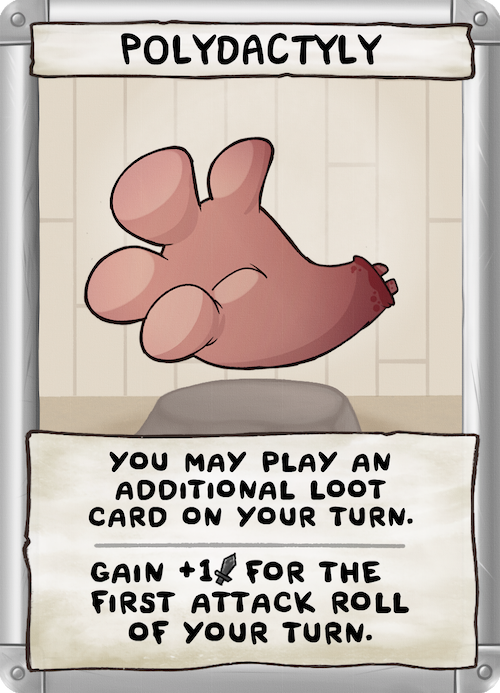 POLYDACTYLY
YOU MAY PLAY AN
ADDITIONAL LOOT
CARD ON YOUR TURN.
GAIN +1 FOR THE
FIRST ATTACK ROLL
OF YOUR TURN.